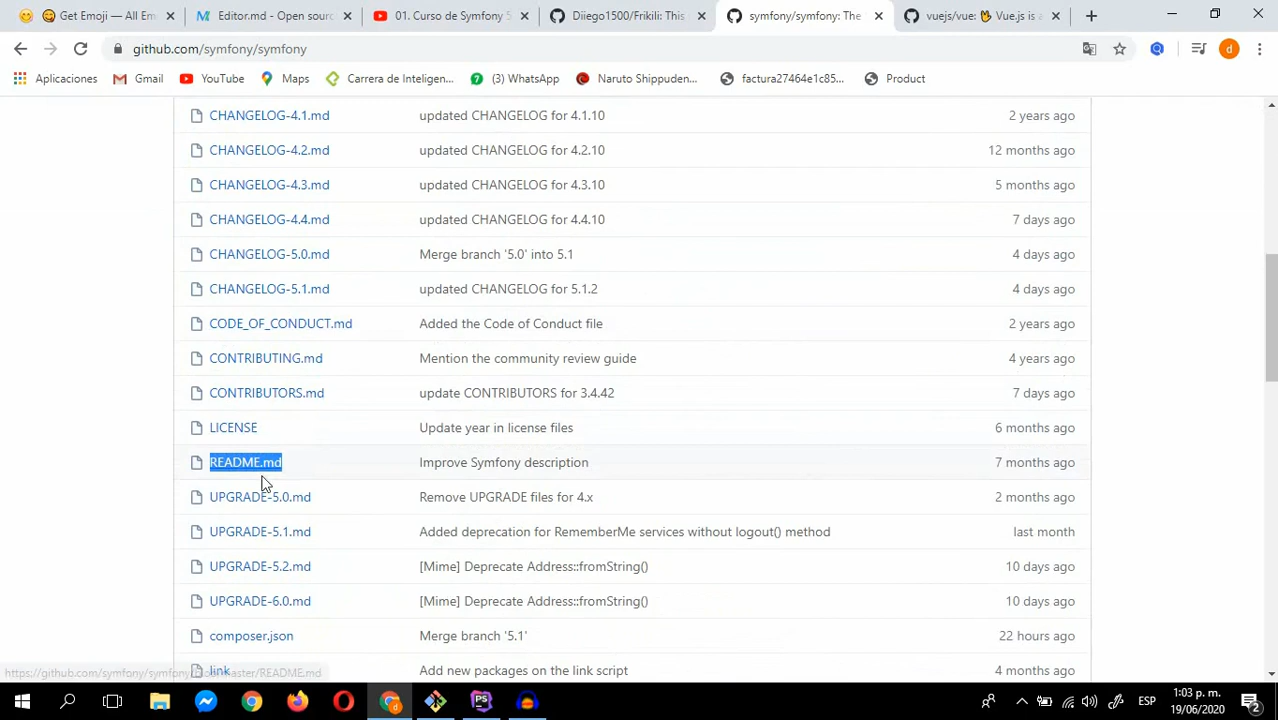 Get Emoji — All Em
Editor.md - Open sourc
01. Curso de Symfony 5
Diiego1500/Frikili: This
symfony/symfony: The
vuejs/vue: 🖖 Vue.js is a
github.com/symfony/symfony
d
Aplicaciones
Gmail
YouTube
Maps
Carrera de Inteligen...
(3) WhatsApp
Naruto Shippuden...
factura27464e1c85...
Product
CHANGELOG-4.1.md updated CHANGELOG for 4.1.10 2 years ago
CHANGELOG-4.2.md updated CHANGELOG for 4.2.10 12 months ago
CHANGELOG-4.3.md updated CHANGELOG for 4.3.10 5 months ago
CHANGELOG-4.4.md updated CHANGELOG for 4.4.10 7 days ago
CHANGELOG-5.0.md Merge branch '5.0' into 5.1 4 days ago
CHANGELOG-5.1.md updated CHANGELOG for 5.1.2 4 days ago
CODE_OF_CONDUCT.md Added the Code of Conduct file 2 years ago
CONTRIBUTING.md Mention the community review guide 4 years ago
CONTRIBUTORS.md update CONTRIBUTORS for 3.4.42 7 days ago
LICENSE Update year in license files 6 months ago
README.md Improve Symfony description 7 months ago
UPGRADE-5.0.md Remove UPGRADE files for 4.x 2 months ago
UPGRADE-5.1.md Added deprecation for RememberMe services without logout() method last month
UPGRADE-5.2.md [Mime] Deprecate Address::fromString() 10 days ago
UPGRADE-6.0.md [Mime] Deprecate Address::fromString() 10 days ago
composer.json Merge branch '5.1' 22 hours ago
link Add new packages on the link script 4 months ago
https://github.com/symfony/symfony/blob/master/README.md
ESP
1:03 p. m.
19/06/2020
2